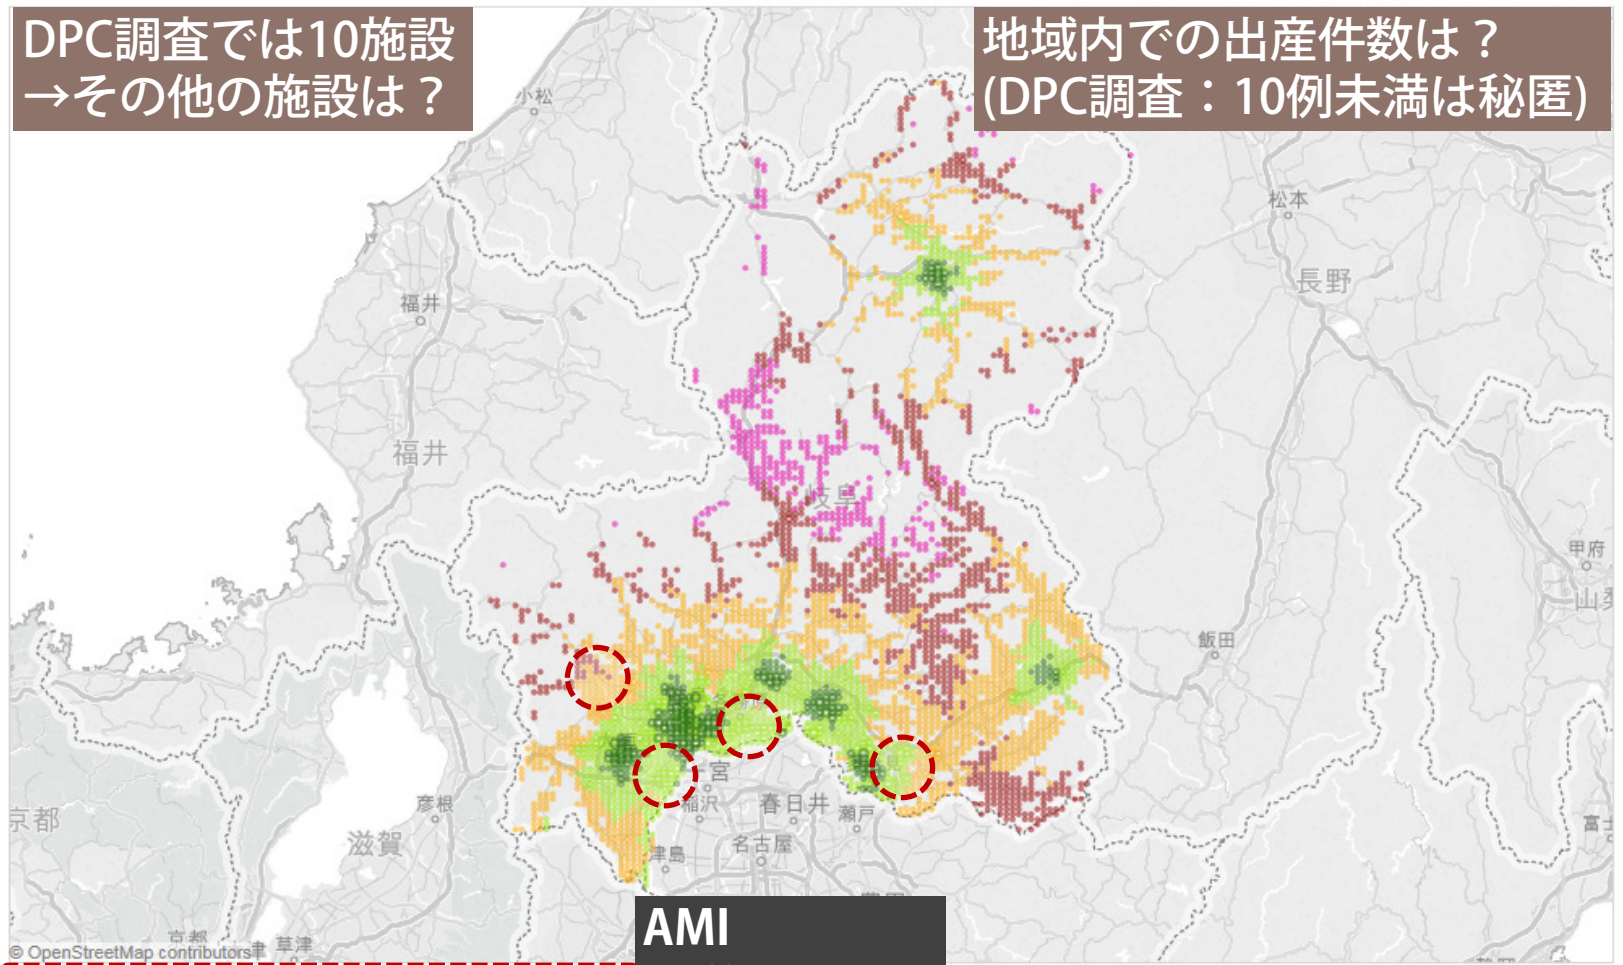 DPC調査では10施設
→その他の施設は？
地域内での出産件数は？
(DPC調査：10例未満は秘匿)
小松
松本
長野
福井
福井
岐阜
甲府
飯田
一宮
稲沢
春日井
瀬戸
彦根
京都
滋賀
津島
名古屋
草津
AMI
© OpenStreetMap contributors